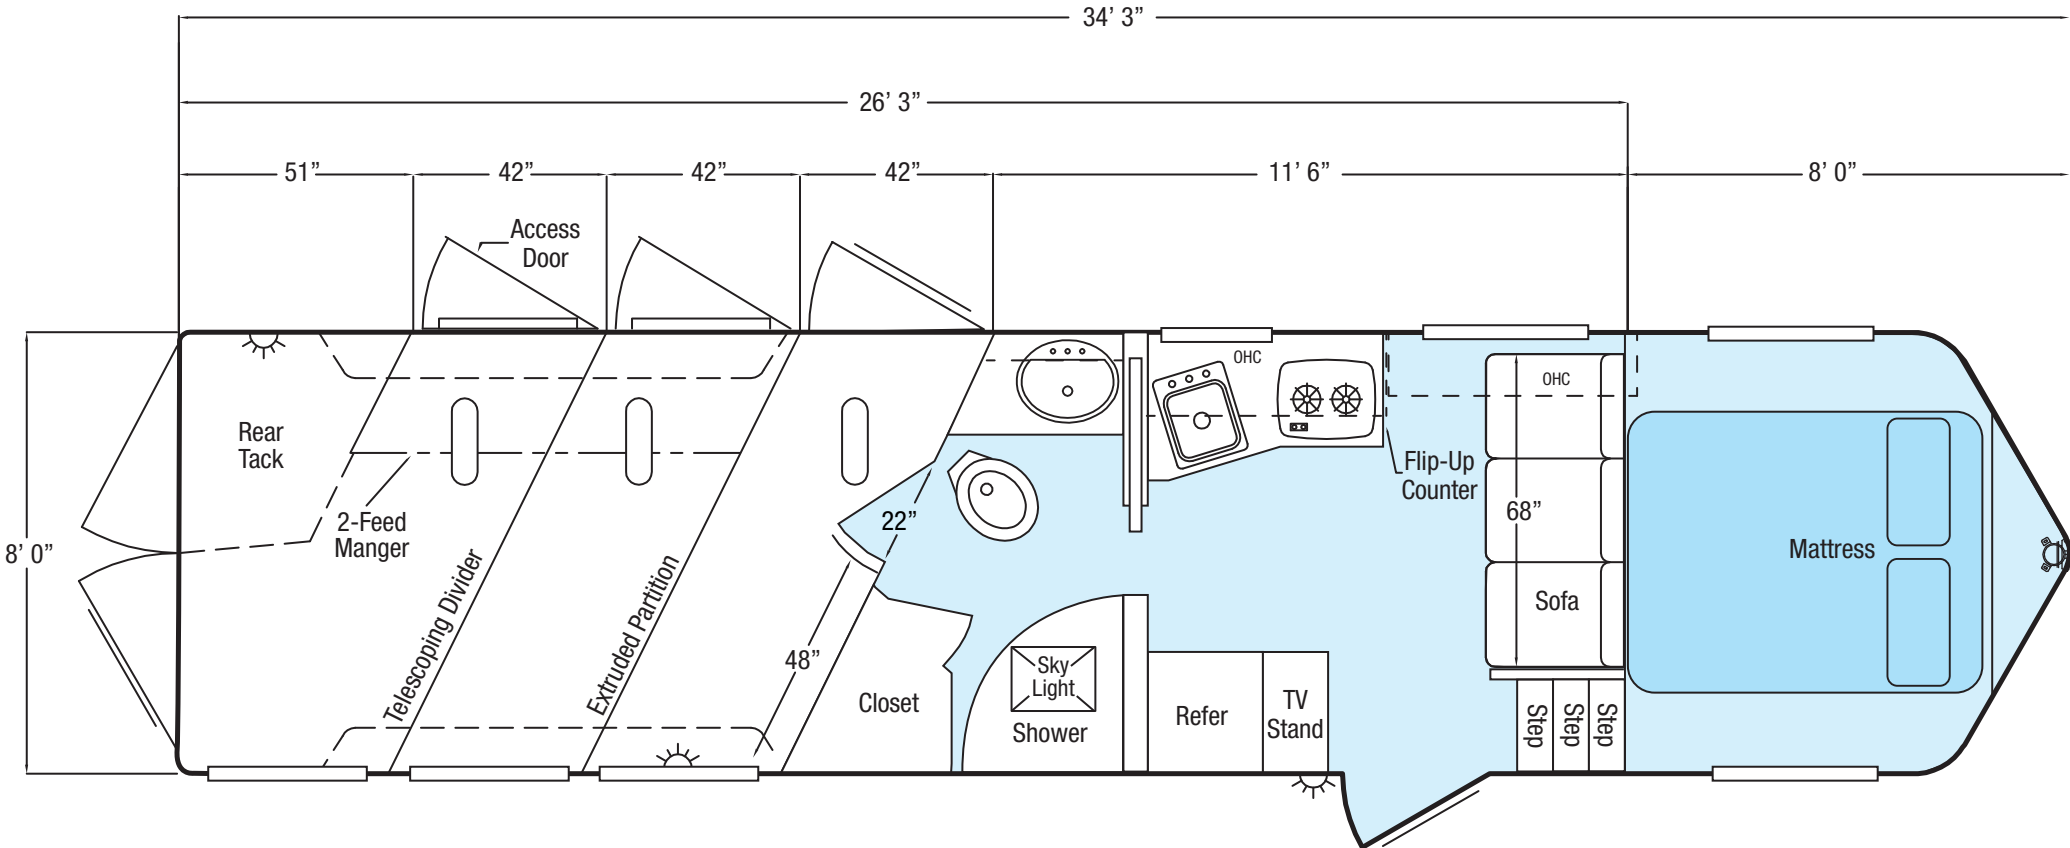 34’ 3”
26’ 3”
51”
42”
42”
42”
11’ 6”
8’ 0”
Access
Door
OHC
OHC
Rear
Tack
Flip-Up
Counter
2-Feed
Manger
22”
68”
8’ 0”
Mattress
Telescoping Divider
Extruded Partition
Sofa
48”
Sky
Light
Closet
Shower
Refer
TV
Stand
Step
Step
Step